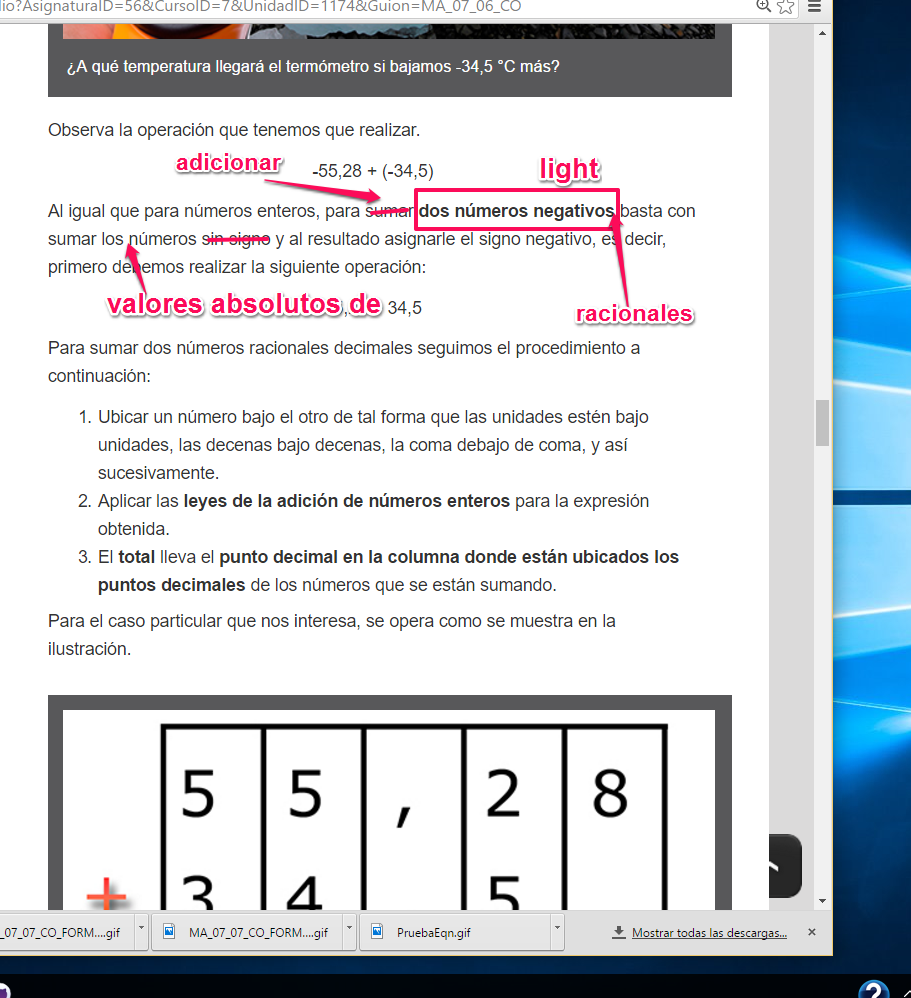 lio?AsignaturaID=56&CursoID=7&UnidadID=1174&Guion=MA_07_06_CO
¿A qué temperatura llegará el termómetro si bajamos -34,5 °C más?
Observa la operación que tenemos que realizar.
adicionar
-55,28 + (-34,5)
light
Al igual que para números enteros, para sumar dos números negativos basta con
sumar los números sin signo y al resultado asignarle el signo negativo, es decir,
primero debemos realizar la siguiente operación:
valores absolutos de
34,5
racionales
Para sumar dos números racionales decimales seguimos el procedimiento a
continuación:
1. Ubicar un número bajo el otro de tal forma que las unidades estén bajo
unidades, las decenas bajo decenas, la coma debajo de coma, y así
sucesivamente.
2. Aplicar las leyes de la adición de números enteros para la expresión
obtenida.
3. El total lleva el punto decimal en la columna donde están ubicados los
puntos decimales de los números que se están sumando.
Para el caso particular que nos interesa, se opera como se muestra en la
ilustración.
5 5 , 2 8
+ 3 4 5
_07_07_CO_FORM....gif
MA_07_07_CO_FORM....gif
PruebaEqn.gif
Mostrar todas las descargas...